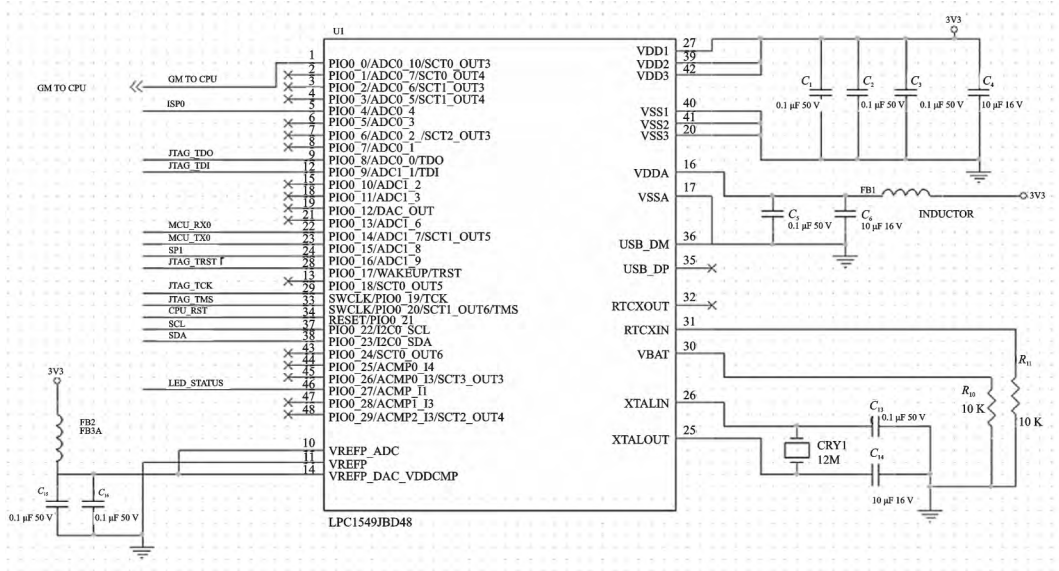 U1
3V3
GM TO CPU
GM TO CPU
ISP0
JTAG_TDO
JTAG_TDI
MCU_RX0
MCU_TX0
SP1
JTAG_TRST
JTAG_TCK
JTAG_TMS
CPU_RST
SCL
SDA
LED_STATUS
1 PIO0_0/ADC0_10/SCT0_OUT3
2 PIO0_1/ADC0_7/SCT0_OUT4
3 PIO0_2/ADC0_6/SCT1_OUT3
4 PIO0_3/ADC0_5/SCT1_OUT4
5 PIO0_4/ADC0_4
6 PIO0_5/ADC0_3
7 PIO0_6/ADC0_2 /SCT2_OUT3
8 PIO0_7/ADC0_1
9 PIO0_8/ADC0_0/TDO
12 PIO0_9/ADC1_1/TDI
15 PIO0_10/ADC1_2
18 PIO0_11/ADC1_3
19 PIO0_12/DAC_OUT
21 PIO0_13/ADC1_6
22 PIO0_14/ADC1_7/SCT1_OUT5
23 PIO0_15/ADC1_8
24 PIO0_16/ADC1_9
28 PIO0_17/WAKEUP/TRST
13 PIO0_18/SCT0_OUT5
29 SWCLK/PIO0_19/TCK
33 SWCLK/PIO0_20/SCT1_OUT6/TMS
34 RESET/PIO0_21
37 PIO0_22/I2C0_SCL
38 PIO0_23/I2C0_SDA
43 PIO0_24/SCT0_OUT6
44 PIO0_25/ACMP0_I4
45 PIO0_26/ACMP0_I3/SCT3_OUT3
46 PIO0_27/ACMP_I1
47 PIO0_28/ACMP1_I3
48 PIO0_29/ACMP2_I3/SCT2_OUT4
10 VREFP_ADC
11 VREFP
14 VREFP_DAC_VDDCMP
LPC1549JBD48
VDD1 27
VDD2 39
VDD3 42
VSS1 40
VSS2 41
VSS3 20
VDDA 16
VSSA 17
USB_DM 36
USB_DP 35
RTCXOUT 32
RTCXIN 31
VBAT 30
XTALIN 26
XTALOUT 25
C1
0.1 μF 50 V
C2
0.1 μF 50 V
C3
0.1 μF 50 V
C4
10 μF 16 V
FB1
INDUCTOR
3V3
C5
0.1 μF 50 V
C6
10 μF 16 V
R10
10 K
R11
10 K
CRY1
12M
C13
0.1 μF 50 V
C14
10 μF 16 V
3V3
FB2
FB3A
C15
0.1 μF 50 V
C16
0.1 μF 50 V